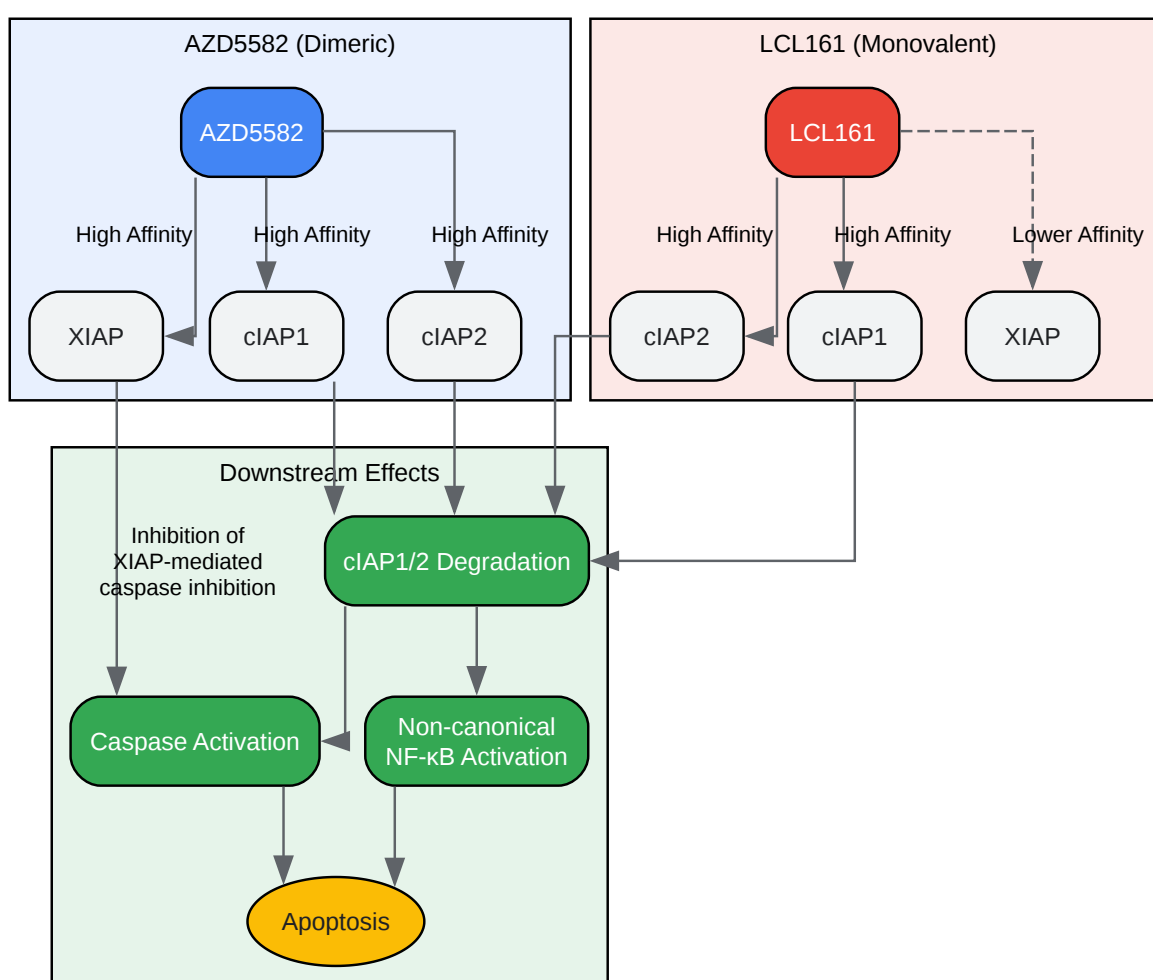 AZD5582 (Dimeric)
LCL161 (Monovalent)
AZD5582
LCL161
High Affinity
High Affinity
High Affinity
High Affinity
High Affinity
Lower Affinity
XIAP
cIAP1
cIAP2
cIAP2
cIAP1
XIAP
Downstream Effects
Inhibition of
XIAP-mediated
caspase inhibition
cIAP1/2 Degradation
Caspase Activation
Non-canonical
NF-κB Activation
Apoptosis